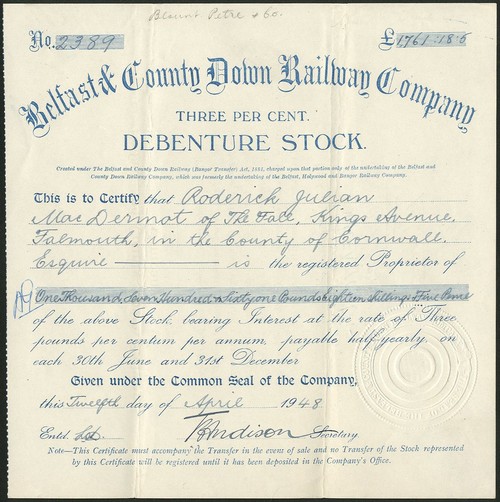 Blount Petre & Co.
No. 2389 £1761:18:5
Belfast & County Down Railway Company
THREE PER CENT.
DEBENTURE STOCK.
Created under The Belfast and County Down Railway (Bangor Transfer) Act, 1881, charged upon that portion only of the undertaking of the Belfast and
County Down Railway Company, which was formerly the undertaking of the Belfast, Holywood and Bangor Railway Company.
This is to Certify that Roderick Julian
MacDermot of The Fall, Kings Avenue,
Falmouth, in the County of Cornwall,
Esquire is the registered Proprietor of
One Thousand, Seven Hundred & Sixty one Pounds Eighteen Shillings & Five Pence
of the above Stock, bearing Interest at the rate of Three
pounds per centum per annum, payable half-yearly, on
each 30th June and 31st December
Given under the Common Seal of the Company,
this Twelfth day of April 1948
Entd. Secretary.
Note—This Certificate must accompany the Transfer in the event of sale and no Transfer of the Stock represented
by this Certificate will be registered until it has been deposited in the Company's Office.